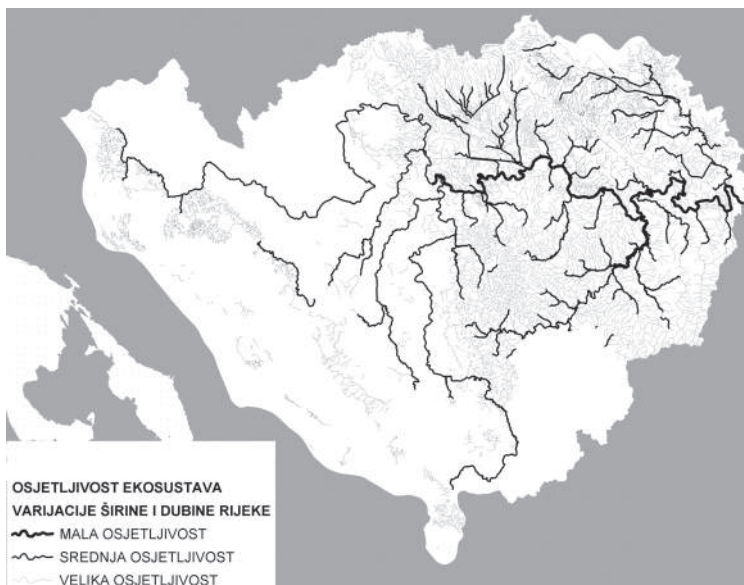 OSJETLJIVOST EKOSUSTAVA
VARIJACIJE ŠIRINE I DUBINE RIJEKE
MALA OSJETLJIVOST
SREDNJA OSJETLJIVOST
VELIKA OSJETLJIVOST